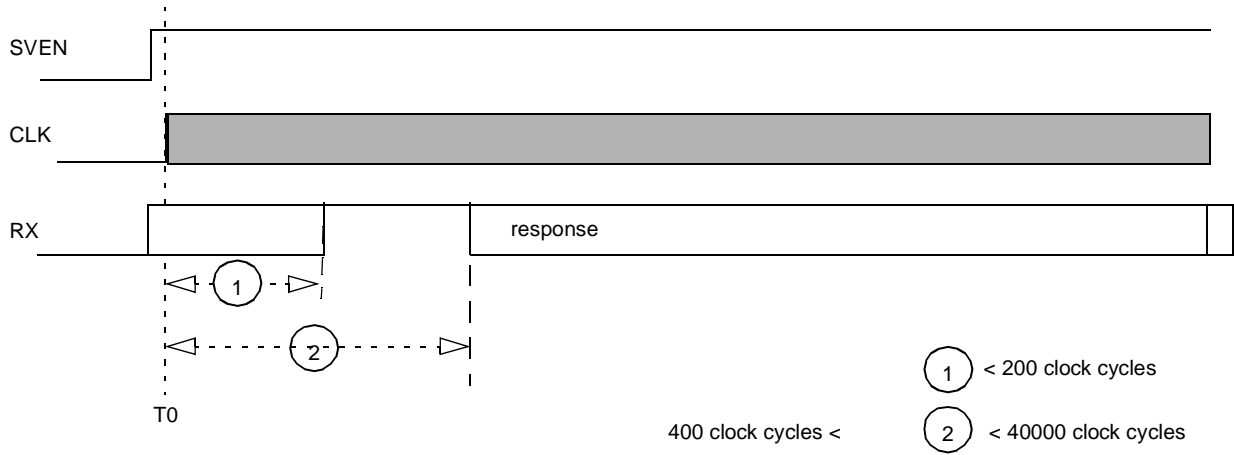 SVEN
CLK
RX
response
1
2
T0
1 < 200 clock cycles
400 clock cycles < 2 < 40000 clock cycles